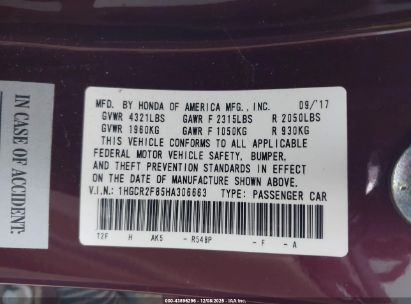 IN CASE OF ACCIDENT:
MFD. BY HONDA OF AMERICA MFG., INC. 09/'17
GVWR 4321LBS GAWR F 2315LBS R 2050LBS
GVWR 1960KG GAWR F 1050KG R 930KG
THIS VEHICLE CONFORMS TO ALL APPLICABLE
FEDERAL MOTOR VEHICLE SAFETY, BUMPER,
AND THEFT PREVENTION STANDARDS IN EFFECT
ON THE DATE OF MANUFACTURE SHOWN ABOVE.
V.I.N.: 1HGCR2F85HA306663 TYPE: PASSENGER CAR
T2F H AK5 - R548P - F - A